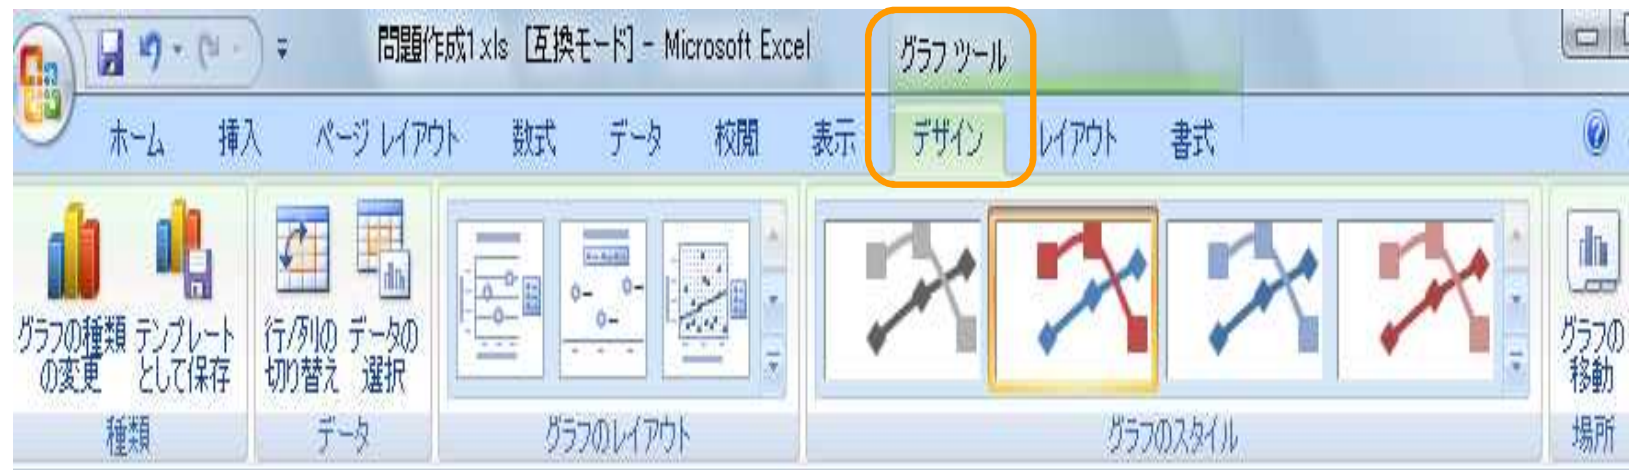 問題作成1.xls [互換モード] - Microsoft Excel
グラフ ツール
ホーム 挿入 ページ レイアウト 数式 データ 校閲 表示 デザイン レイアウト 書式
グラフの種類の変更
テンプレートとして保存
行/列の切り替え
データの選択
グラフの移動
種類 データ グラフのレイアウト グラフのスタイル 場所